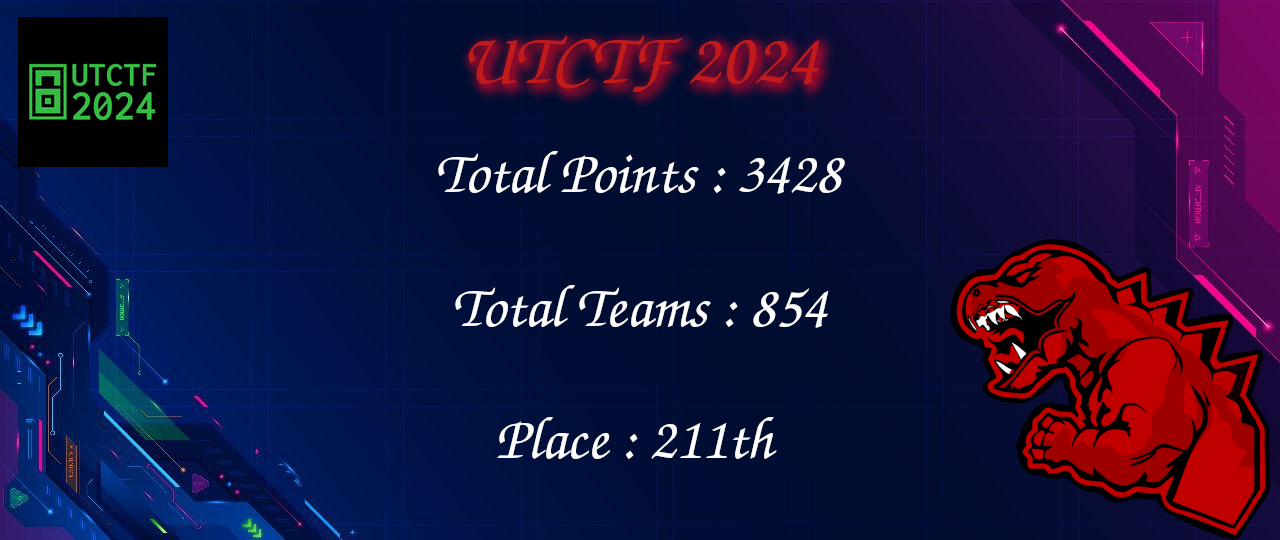 UTCTF
2024
UTCTF 2024
Total Points : 3428
Total Teams : 854
Place : 211th